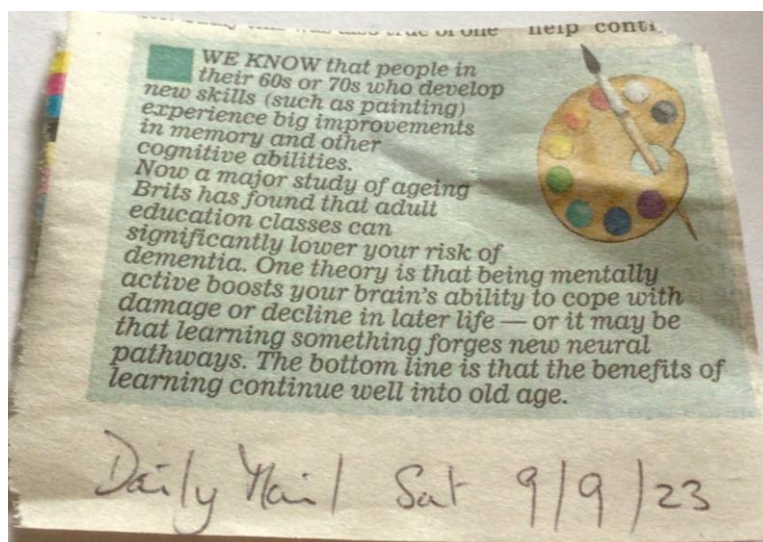 help conti
WE KNOW that people in
their 60s or 70s who develop
new skills (such as painting)
experience big improvements
in memory and other
cognitive abilities.
Now a major study of ageing
Brits has found that adult
education classes can
significantly lower your risk of
dementia. One theory is that being mentally
active boosts your brain's ability to cope with
damage or decline in later life — or it may be
that learning something forges new neural
pathways. The bottom line is that the benefits of
learning continue well into old age.
Daily Mail Sat 9/9/23